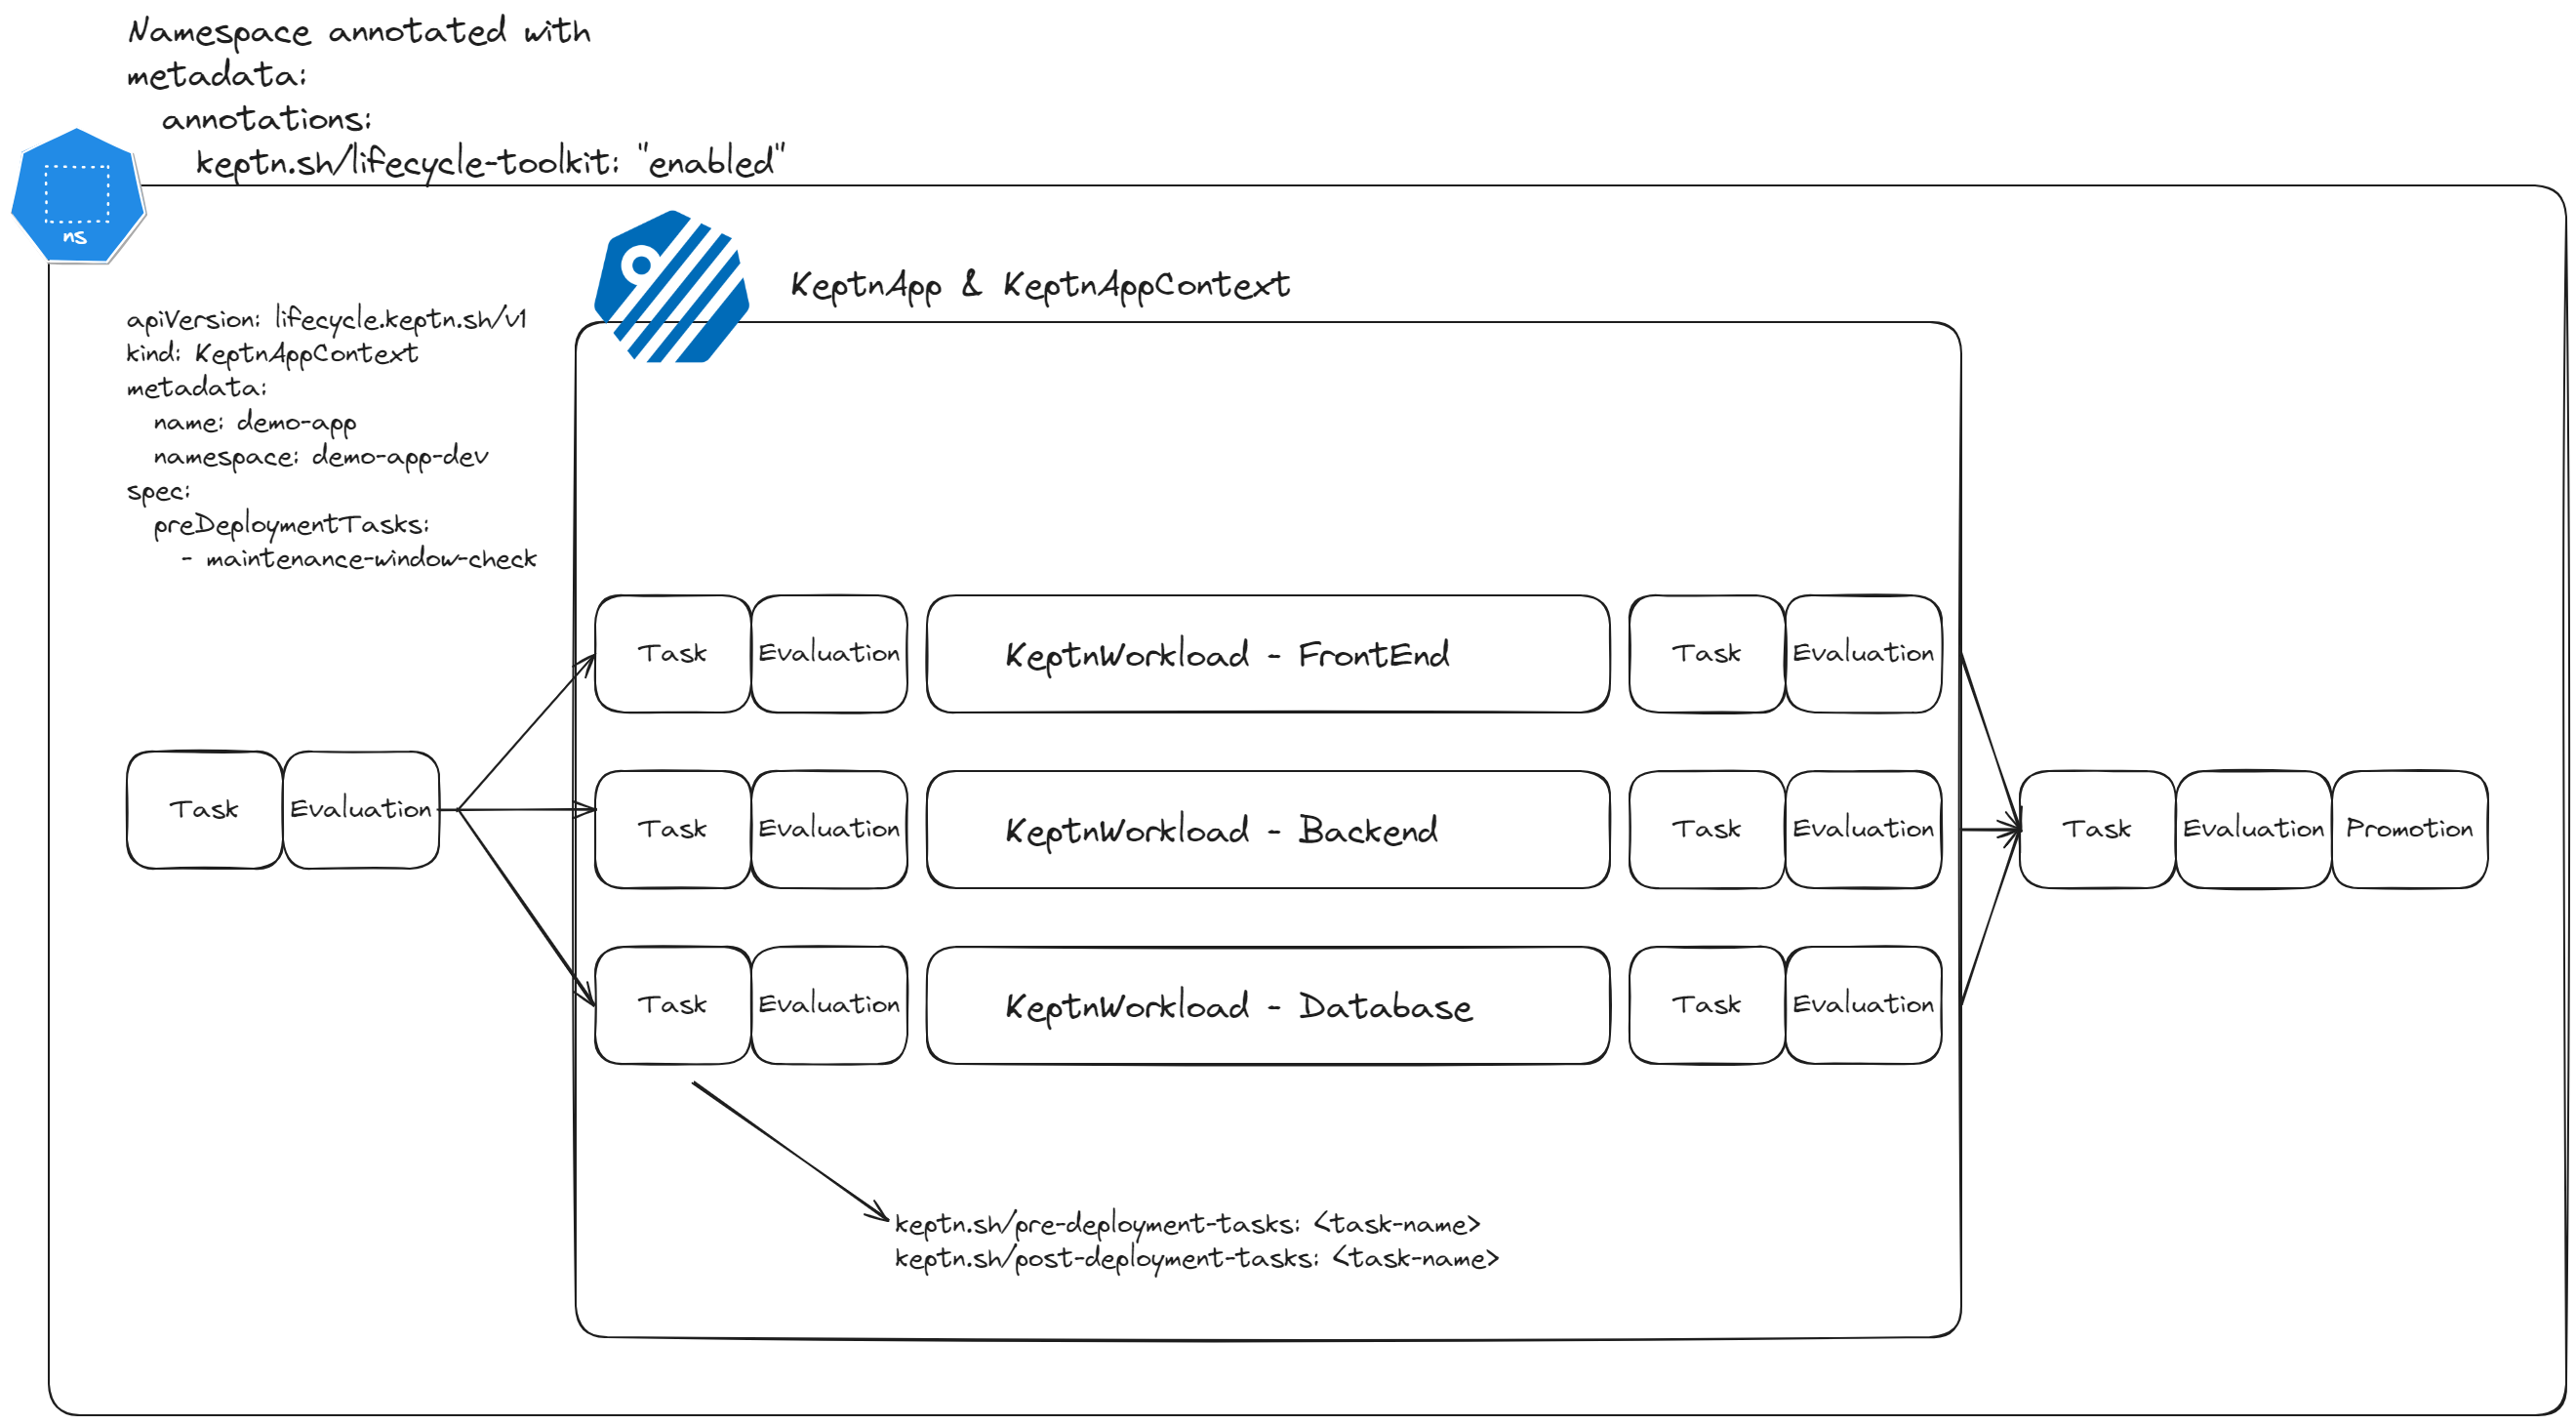 Namespace annotated with
metadata:
annotations:
keptn.sh/lifecycle-toolkit: "enabled"
ns
KeptnApp & KeptnAppContext
apiVersion: lifecycle.keptn.sh/v1
kind: KeptnAppContext
metadata:
name: demo-app
namespace: demo-app-dev
spec:
preDeploymentTasks:
- maintenance-window-check
Task Evaluation KeptnWorkload - FrontEnd Task Evaluation
Task Evaluation
Task Evaluation KeptnWorkload - Backend Task Evaluation
Task Evaluation Promotion
Task Evaluation KeptnWorkload - Database Task Evaluation
keptn.sh/pre-deployment-tasks: <task-name>
keptn.sh/post-deployment-tasks: <task-name>